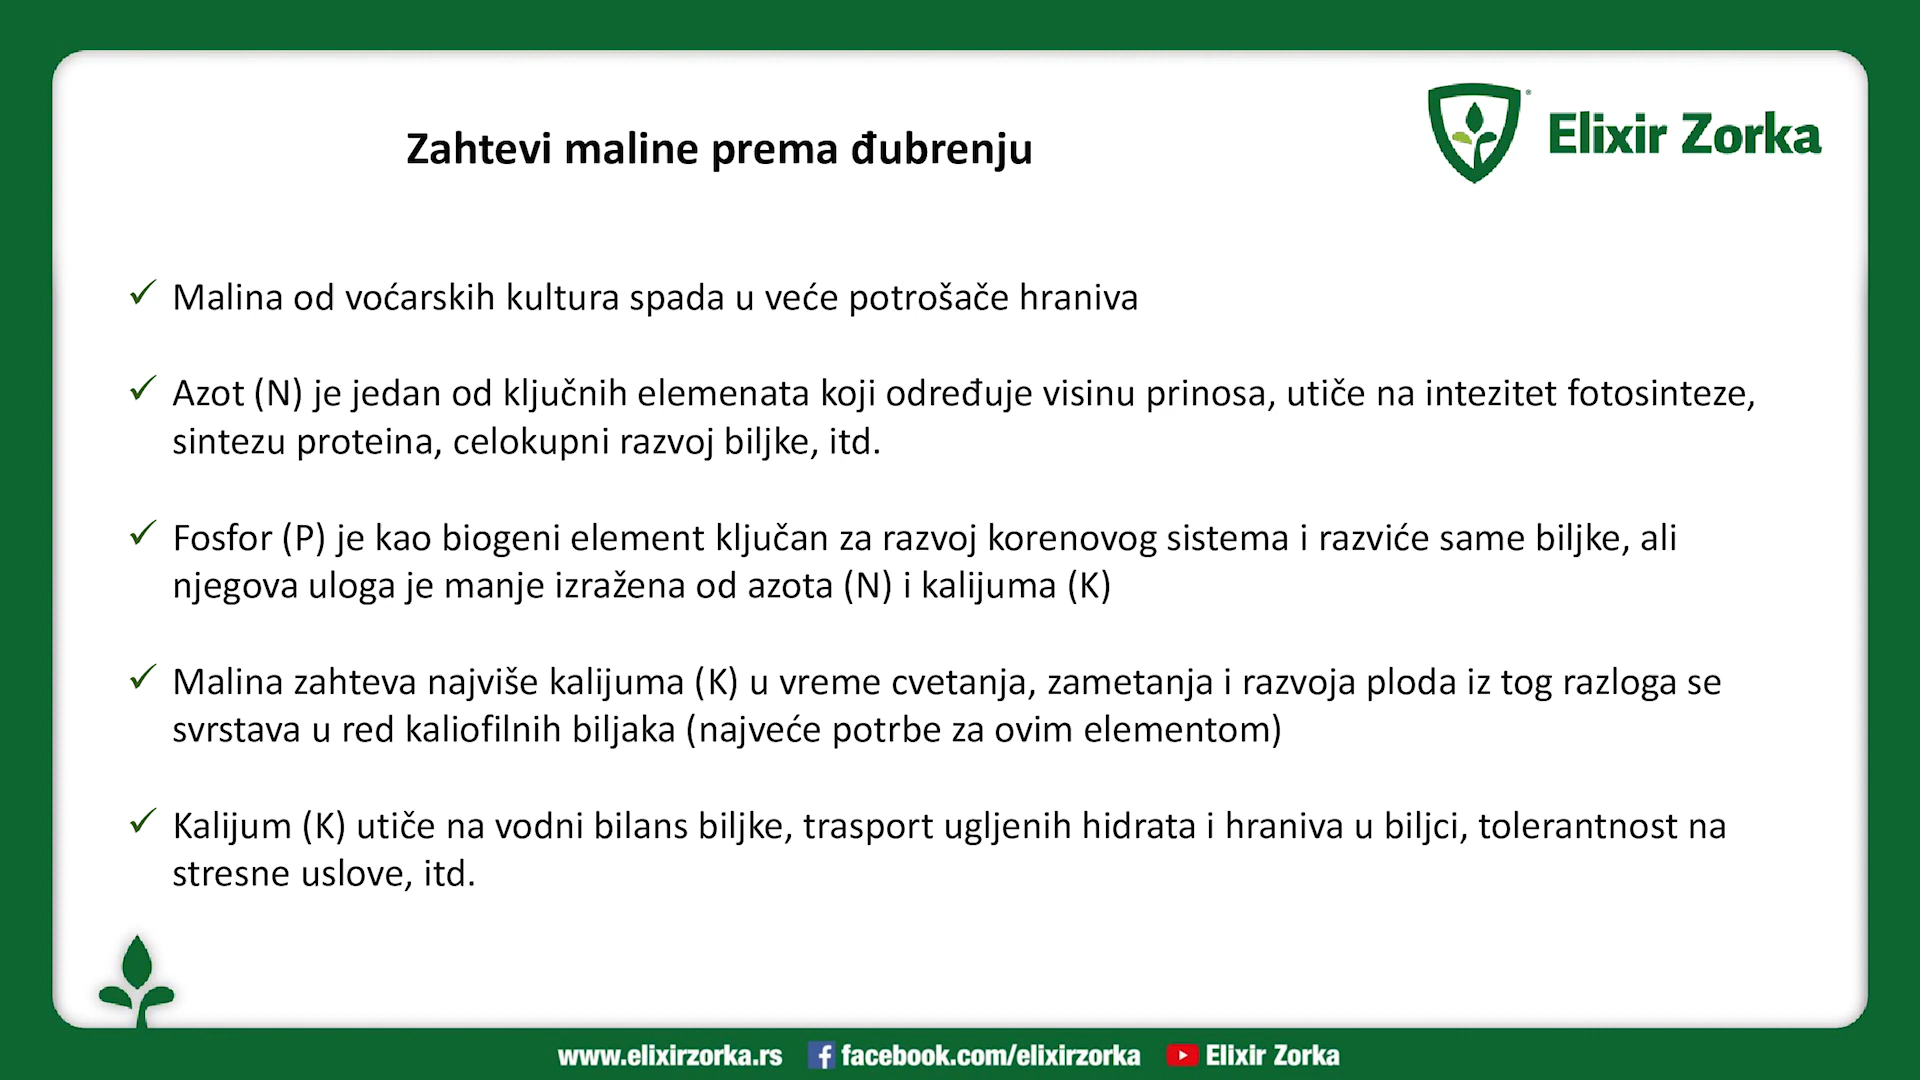 Zahtevi maline prema đubrenju
Elixir Zorka
Malina od voćarskih kultura spada u veće potrošače hraniva
Azot (N) je jedan od ključnih elemenata koji određuje visinu prinosa, utiče na intezitet fotosinteze,
sintezu proteina, celokupni razvoj biljke, itd.
Fosfor (P) je kao biogeni element ključan za razvoj korenovog sistema i razviće same biljke, ali
njegova uloga je manje izražena od azota (N) i kalijuma (K)
Malina zahteva najviše kalijuma (K) u vreme cvetanja, zametanja i razvoja ploda iz tog razloga se
svrstava u red kaliofilnih biljaka (najveće potrbe za ovim elementom)
Kalijum (K) utiče na vodni bilans biljke, trasport ugljenih hidrata i hraniva u biljci, tolerantnost na
stresne uslove, itd.
www.elixirzorka.rs facebook.com/elixirzorka Elixir Zorka